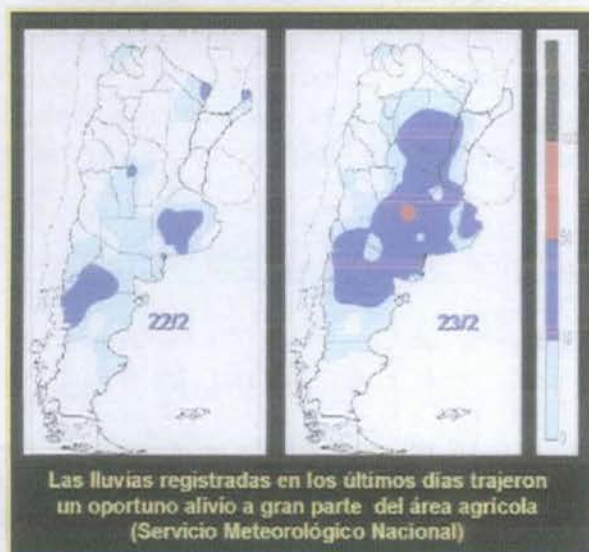 22/2
23/2
0
Las lluvias registradas en los últimos días trajeron
un oportuno alivio a gran parte del área agrícola
(Servicio Meteorológico Nacional)